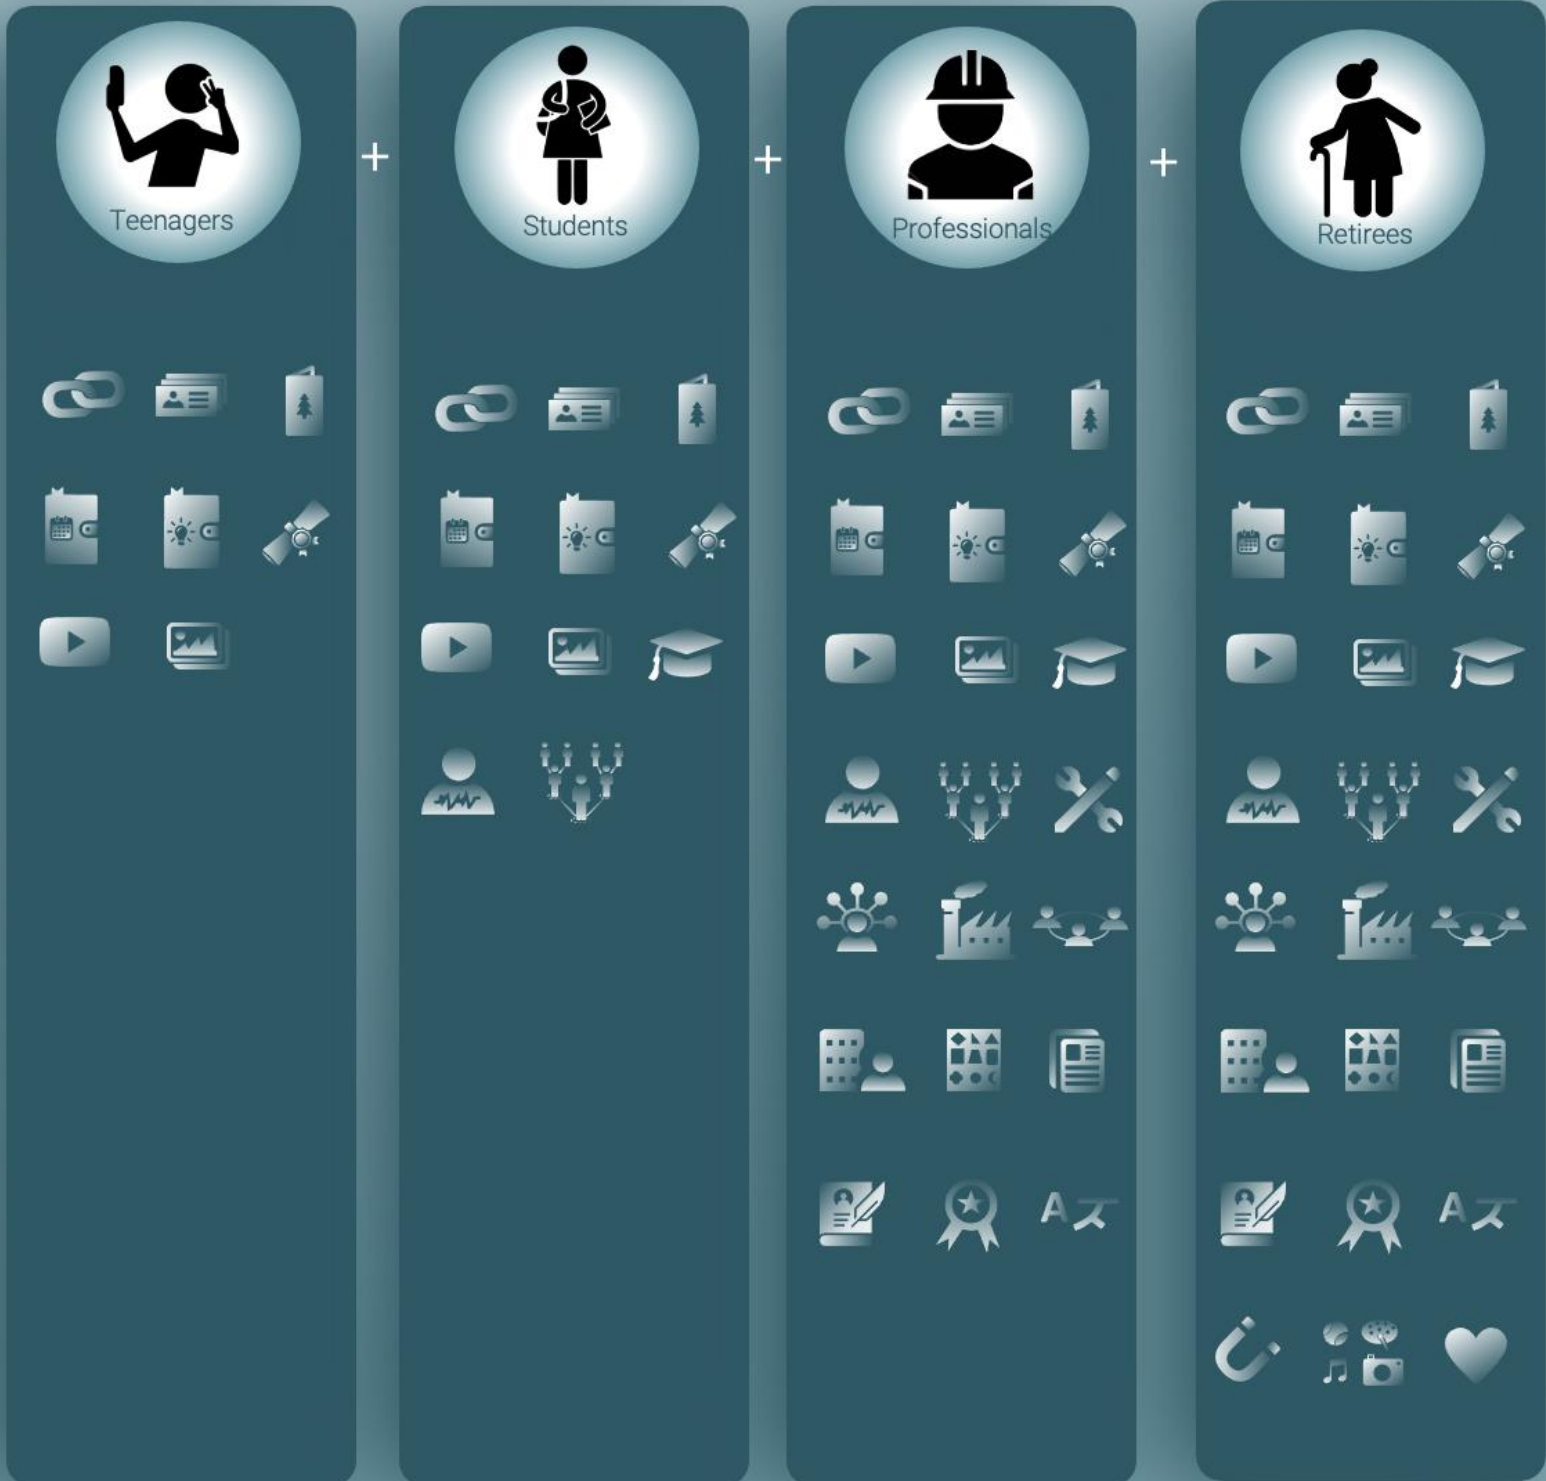 Teenagers
+
Students
+
Professionals
+
Retirees
A
A